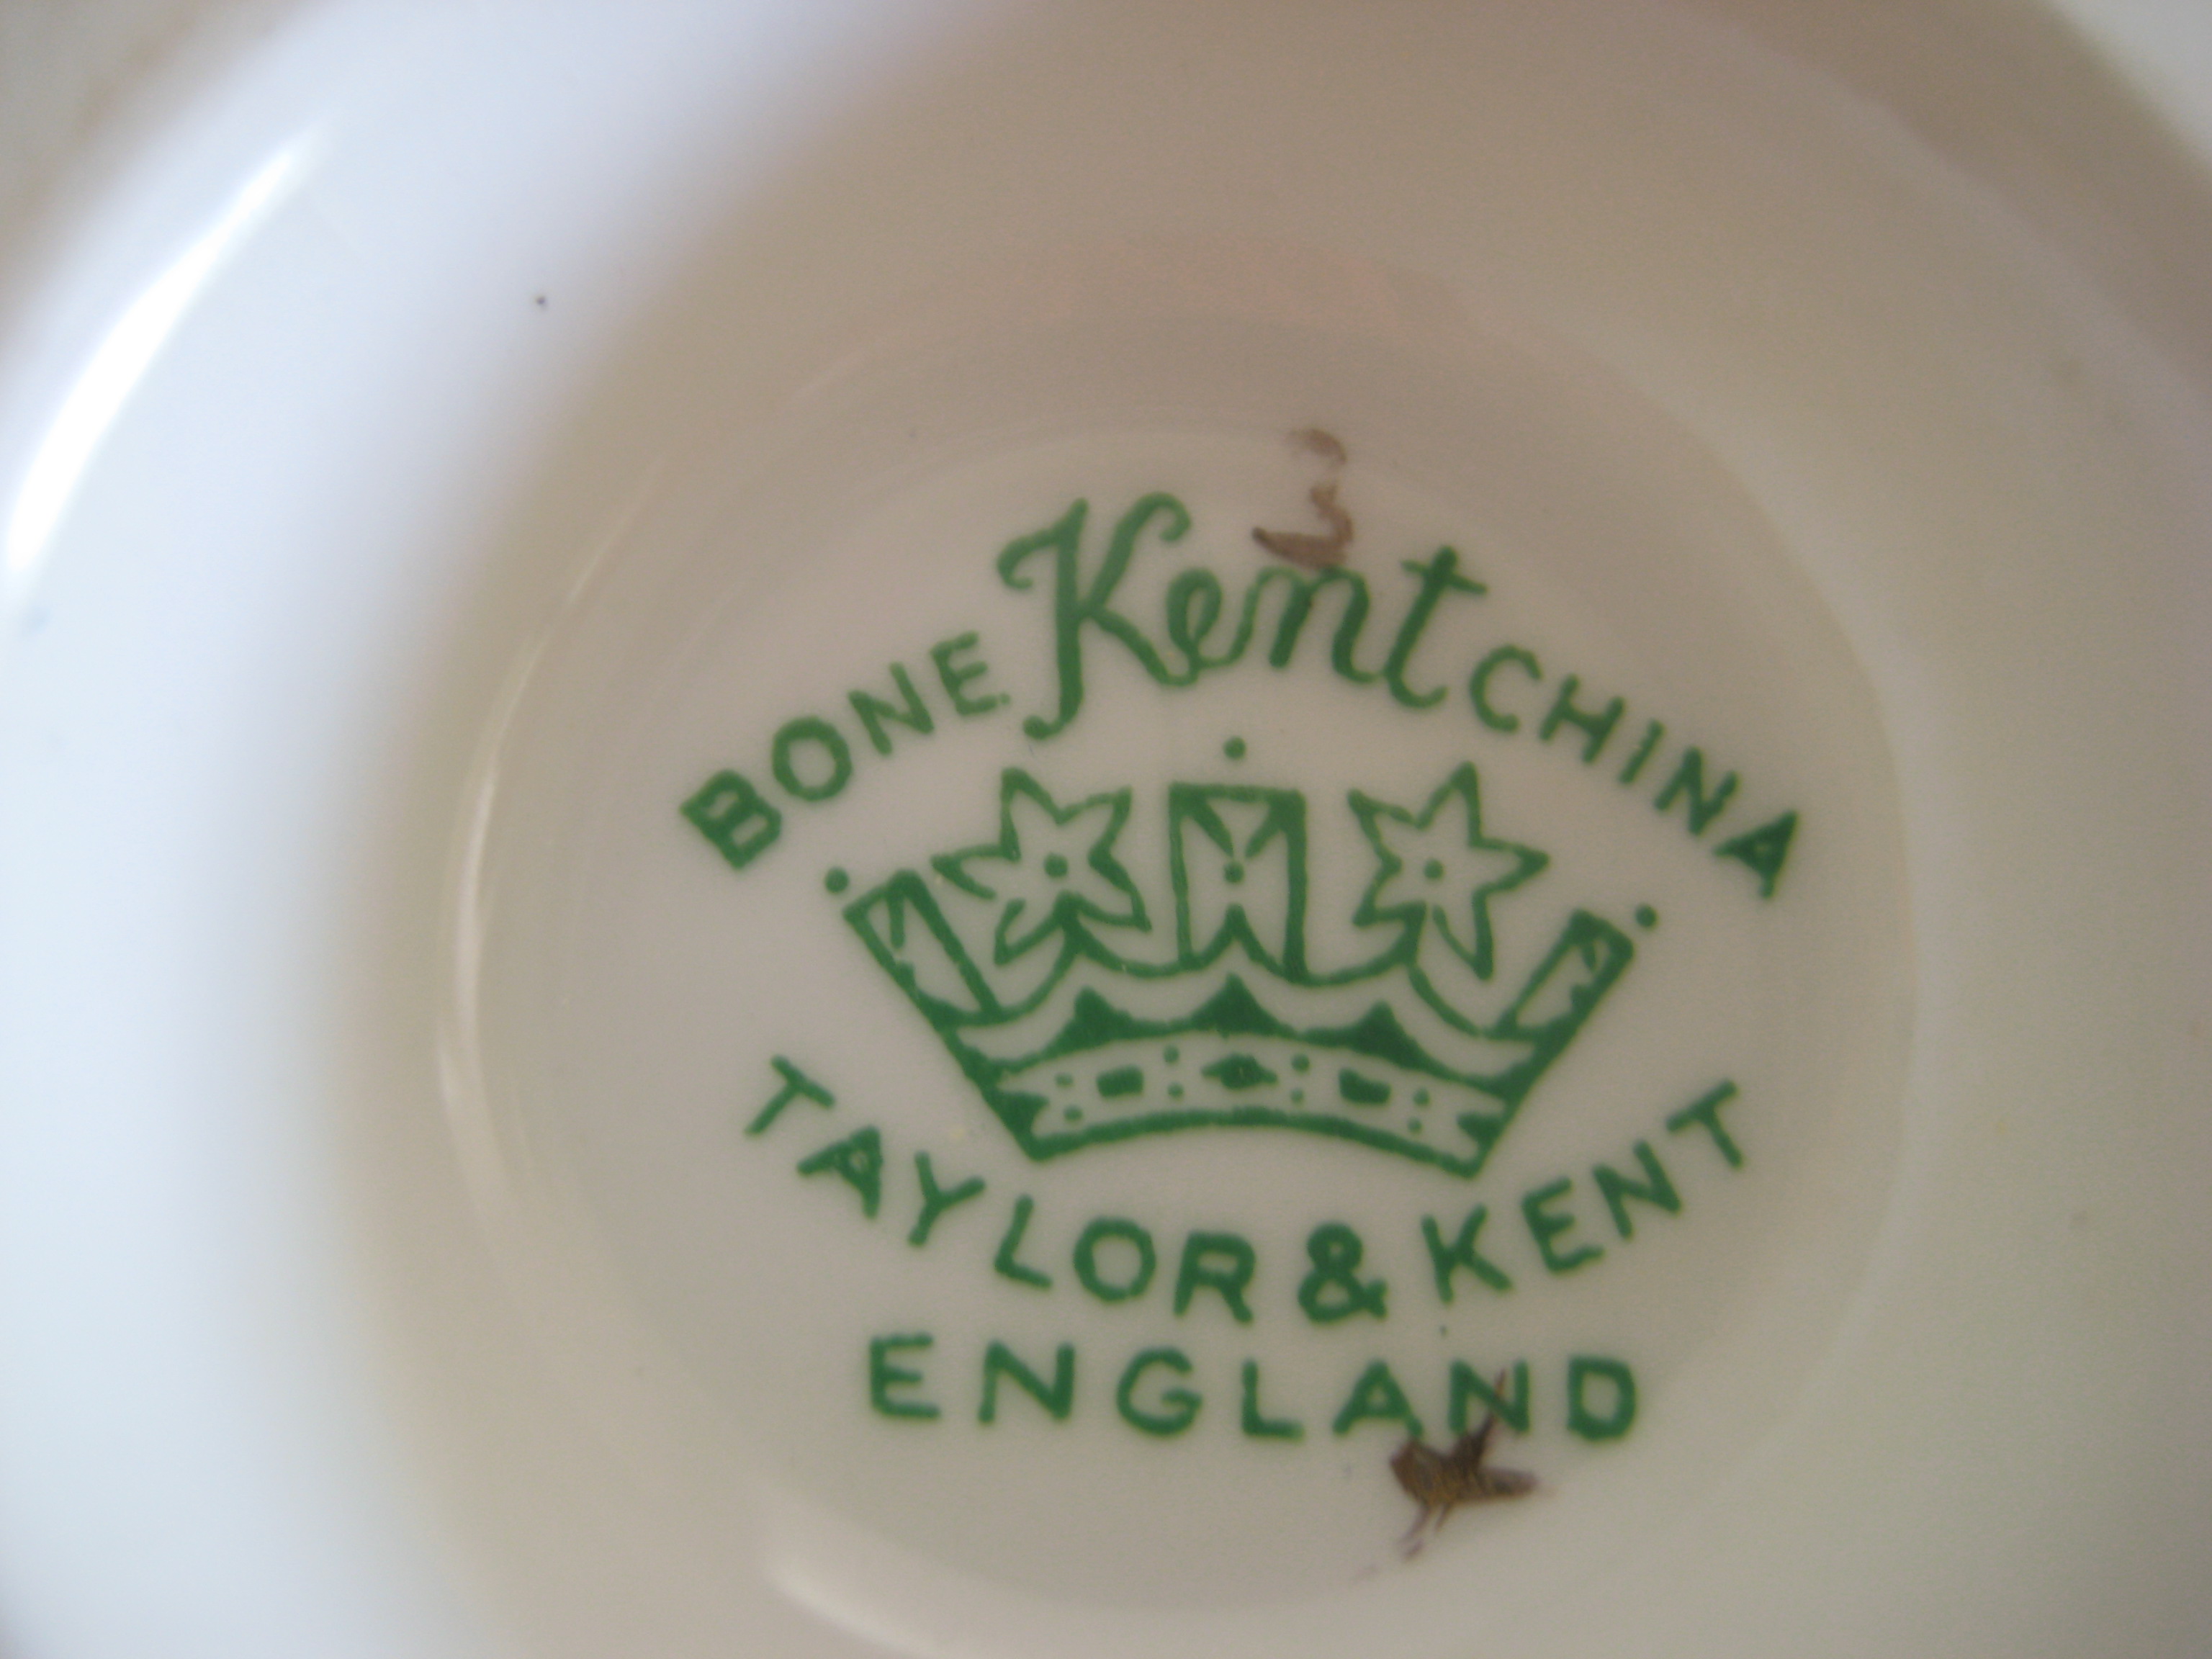 BONE Kent CHINA
TAYLOR & KENT
ENGLAND